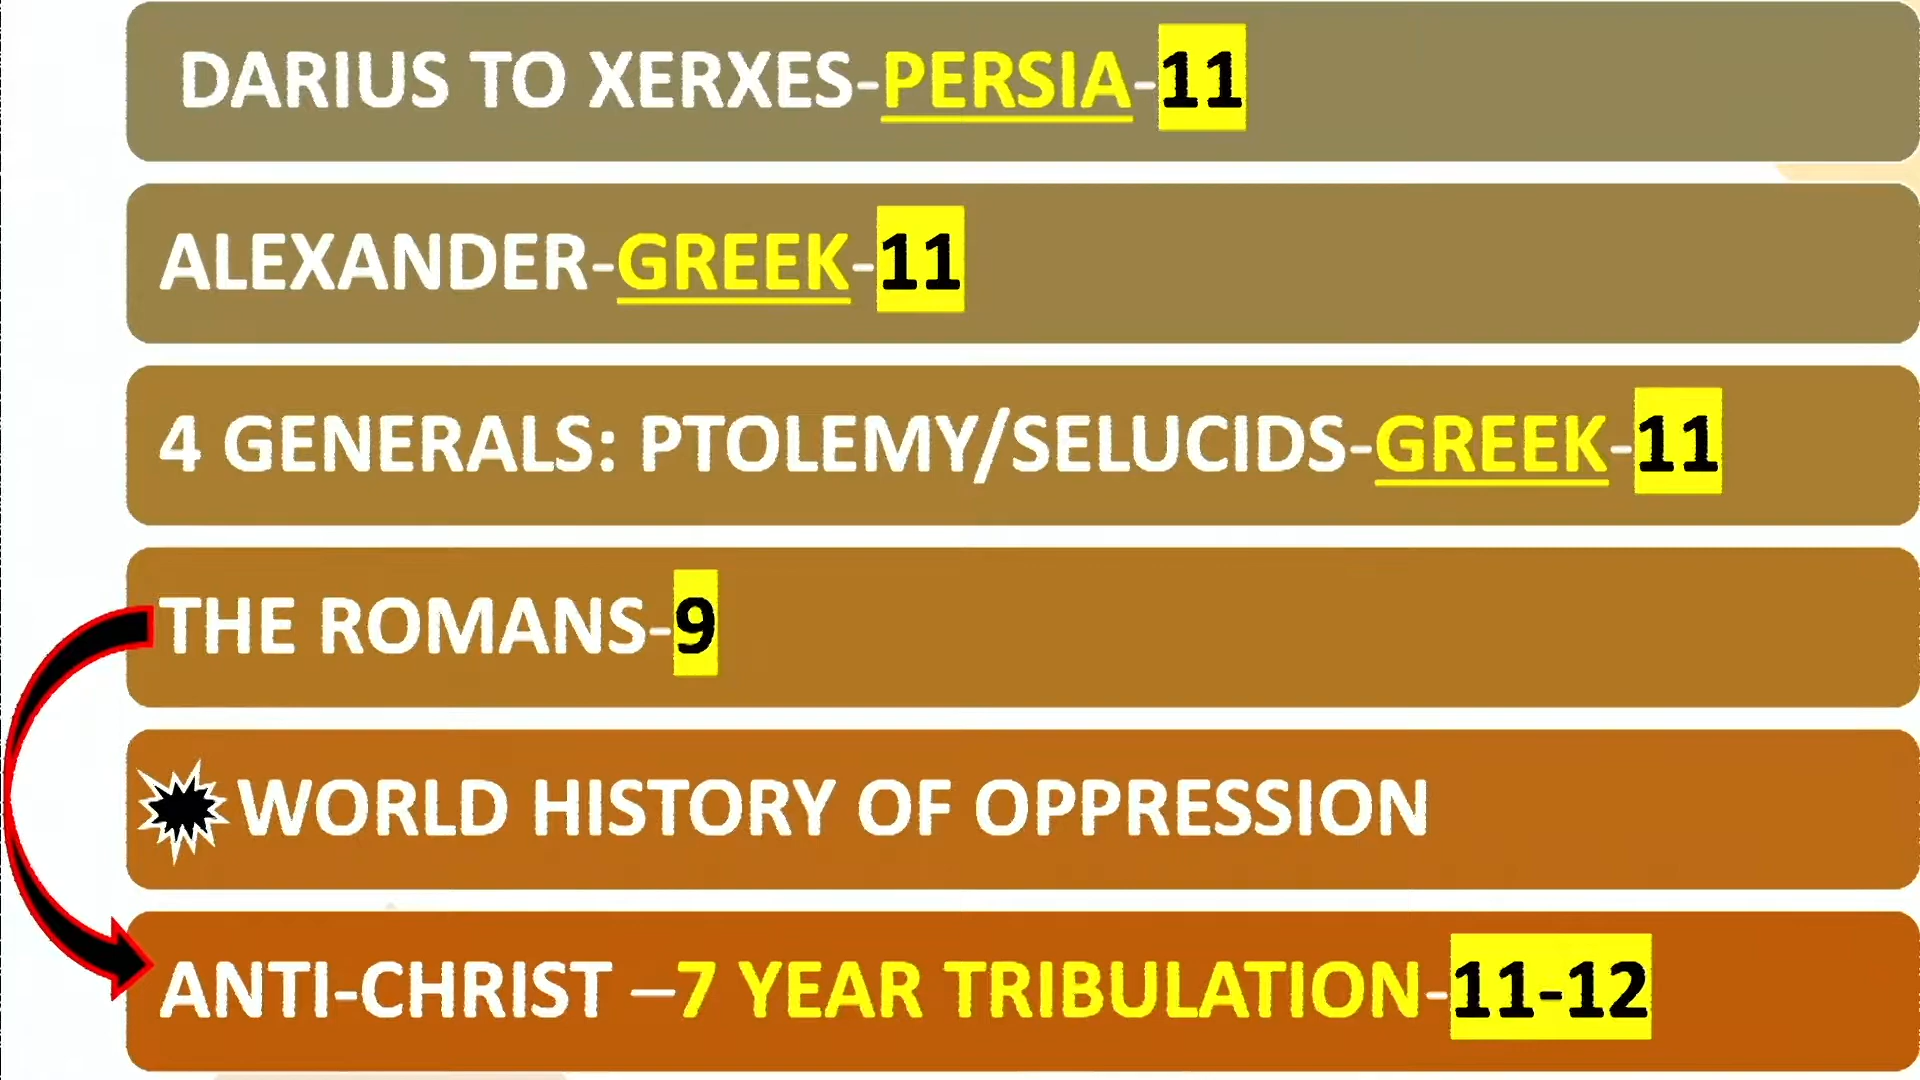 DARIUS TO XERXES-PERSIA-11
ALEXANDER-GREEK-11
4 GENERALS: PTOLEMY/SELUCIDS-GREEK-11
THE ROMANS-9
WORLD HISTORY OF OPPRESSION
ANTI-CHRIST –7 YEAR TRIBULATION-11-12